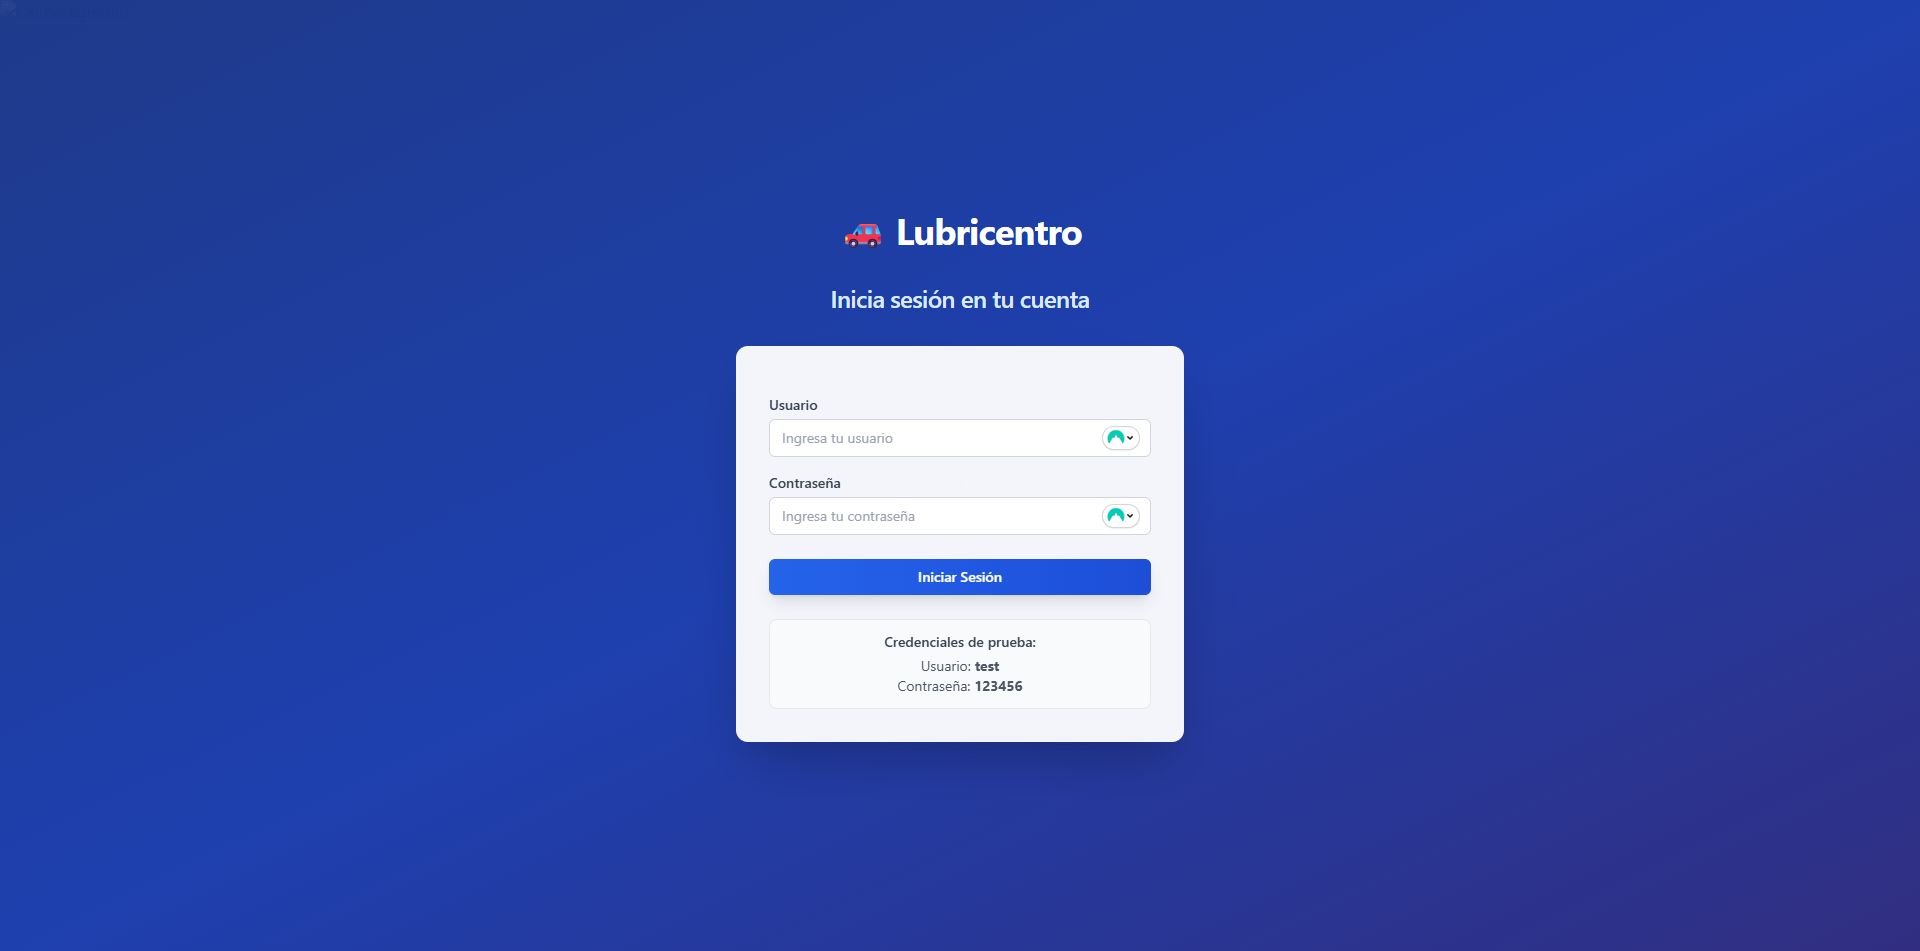 Lubricentro
Inicia sesión en tu cuenta
Usuario
Ingresa tu usuario
Contraseña
Ingresa tu contraseña
Iniciar Sesión
Credenciales de prueba:
Usuario: test
Contraseña: 123456